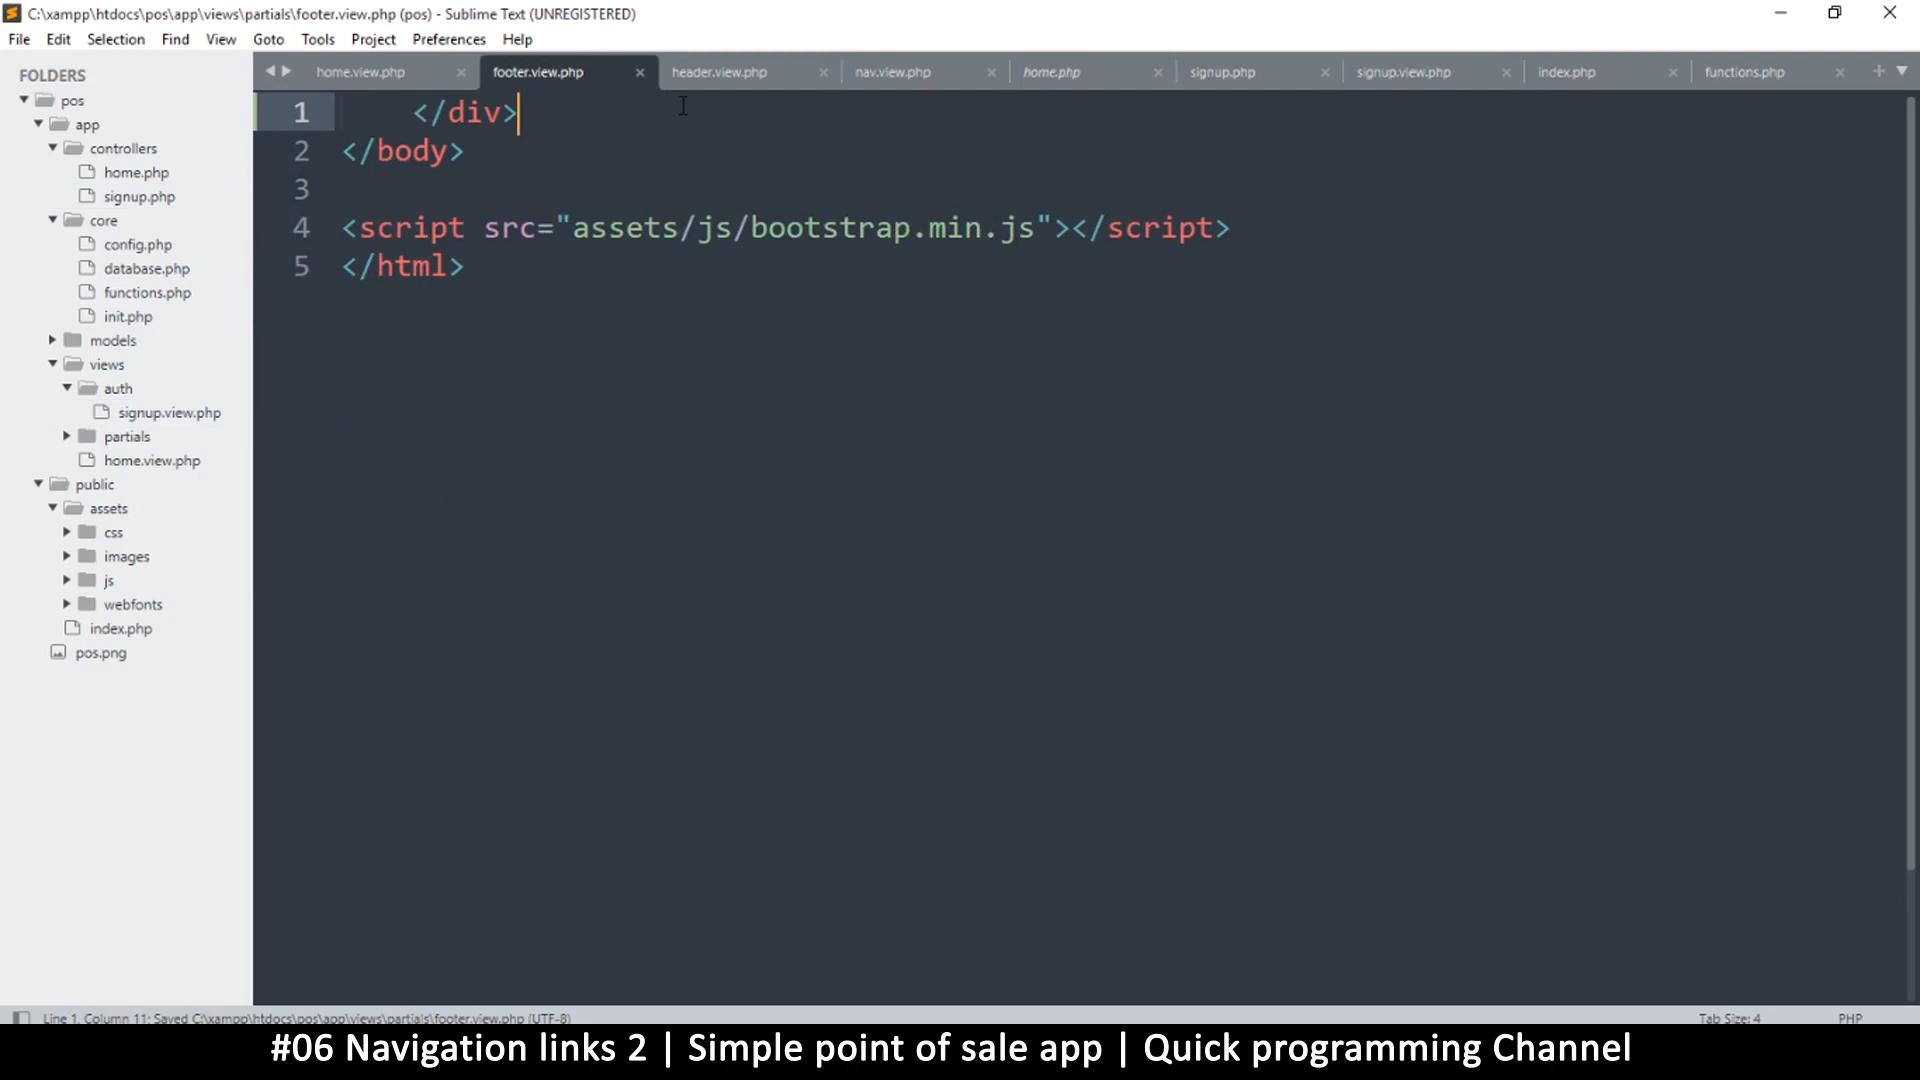 C:\xampp\htdocs\pos\app\views\partials\footer.view.php (pos) - Sublime Text (UNREGISTERED)
File Edit Selection Find View Goto Tools Project Preferences Help
FOLDERS
pos
app
controllers
home.php
signup.php
core
config.php
database.php
functions.php
init.php
models
views
auth
signup.view.php
partials
home.view.php
public
assets
css
images
js
webfonts
index.php
pos.png
home.view.php footer.view.php header.view.php nav.view.php home.php signup.php signup.view.php index.php functions.php
1 </div>
2 </body>
3
4 <script src="assets/js/bootstrap.min.js"></script>
5 </html>
Line 1, Column 11; Saved C:\xampp\htdocs\pos\app\views\partials\footer.view.php (UTF-8) Tab Size: 4 PHP
#06 Navigation links 2 | Simple point of sale app | Quick programming Channel